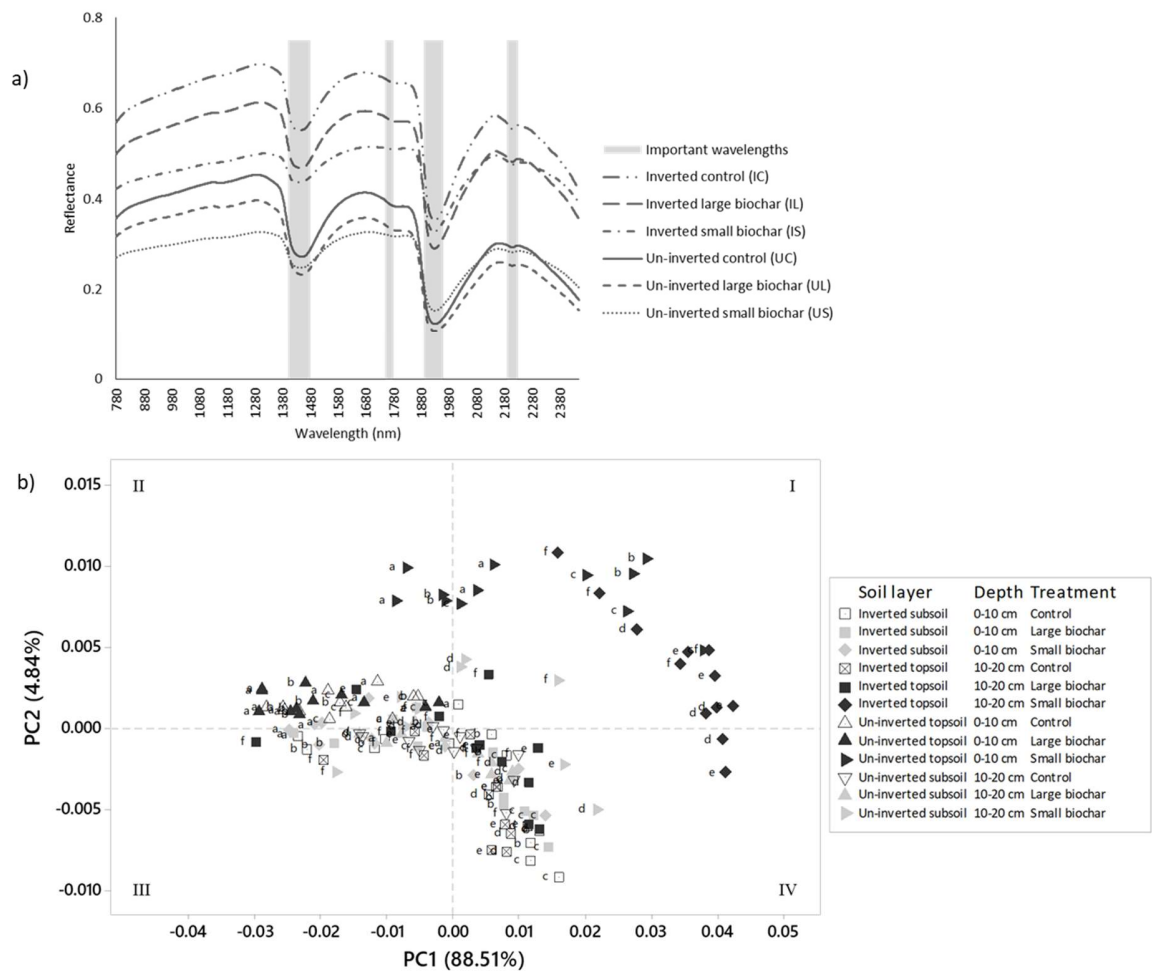 a)
0.8
0.6
0.4
0.2
0
Reflectance
780 880 980 1080 1180 1280 1380 1480 1580 1680 1780 1880 1980 2080 2180 2280 2380
Wavelength (nm)
Important wavelengths
Inverted control (IC)
Inverted large biochar (IL)
Inverted small biochar (IS)
Un-inverted control (UC)
Un-inverted large biochar (UL)
Un-inverted small biochar (US)
b)
II
I
III
IV
0.015
0.010
0.005
0.000
-0.005
-0.010
PC2 (4.84%)
-0.04 -0.03 -0.02 -0.01 0.00 0.01 0.02 0.03 0.04 0.05
PC1 (88.51%)
Soil layer Depth Treatment
Inverted subsoil 0-10 cm Control
Inverted subsoil 0-10 cm Large biochar
Inverted subsoil 0-10 cm Small biochar
Inverted topsoil 10-20 cm Control
Inverted topsoil 10-20 cm Large biochar
Inverted topsoil 10-20 cm Small biochar
Un-inverted topsoil 0-10 cm Control
Un-inverted topsoil 0-10 cm Large biochar
Un-inverted topsoil 0-10 cm Small biochar
Un-inverted subsoil 10-20 cm Control
Un-inverted subsoil 10-20 cm Large biochar
Un-inverted subsoil 10-20 cm Small biochar